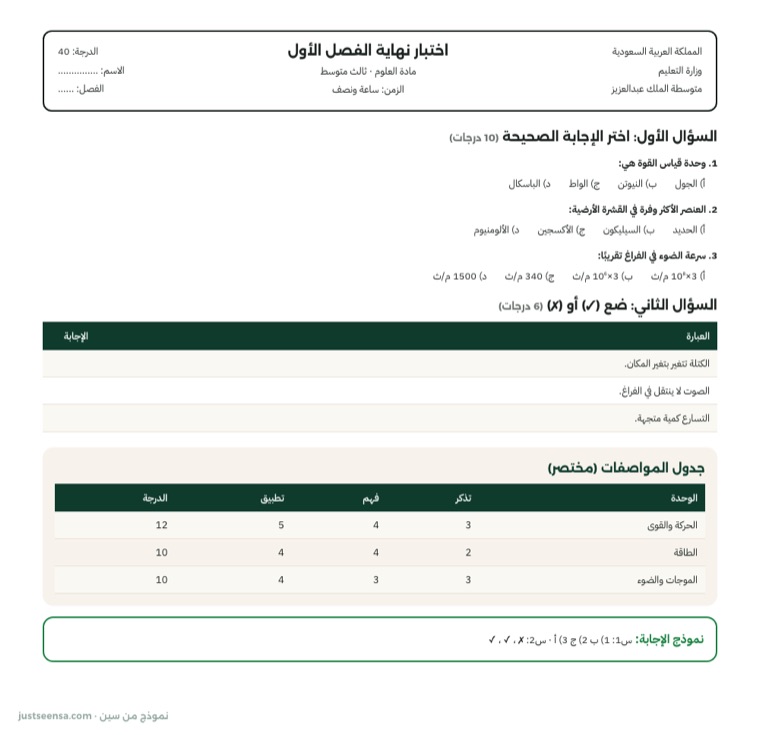 المملكة العربية السعودية
وزارة التعليم
متوسطة الملك عبدالعزيز
اختبار نهاية الفصل الأول
مادة العلوم · ثالث متوسط
الزمن: ساعة ونصف
الدرجة: 40
الاسم: ...............
الفصل: ......
السؤال الأول: اختر الإجابة الصحيحة (10 درجات)
1. وحدة قياس القوة هي:
أ) الجول ب) النيوتن ج) الواط د) الباسكال
2. العنصر الأكثر وفرة في القشرة الأرضية:
أ) الحديد ب) السيليكون ج) الأكسجين د) الألومنيوم
3. سرعة الضوء في الفراغ تقريبًا:
أ) 3×10 م/ث ب) 3×10 م/ث ج) 340 م/ث د) 1500 م/ث
السؤال الثاني: ضع (✓) أو (✗) (6 درجات)
العبارة الإجابة
الكتلة تتغير بتغير المكان.
الصوت لا ينتقل في الفراغ.
التسارع كمية متجهة.
جدول المواصفات (مختصر)
الوحدة تذكر فهم تطبيق الدرجة
الحركة والقوى 3 4 5 12
الطاقة 2 4 4 10
الموجات والضوء 3 3 4 10
نموذج الإجابة: س1: 1) ب 2) ج 3) أ · س2: ✗ ، ✓ ، ✓
نموذج من سين · justseensa.com